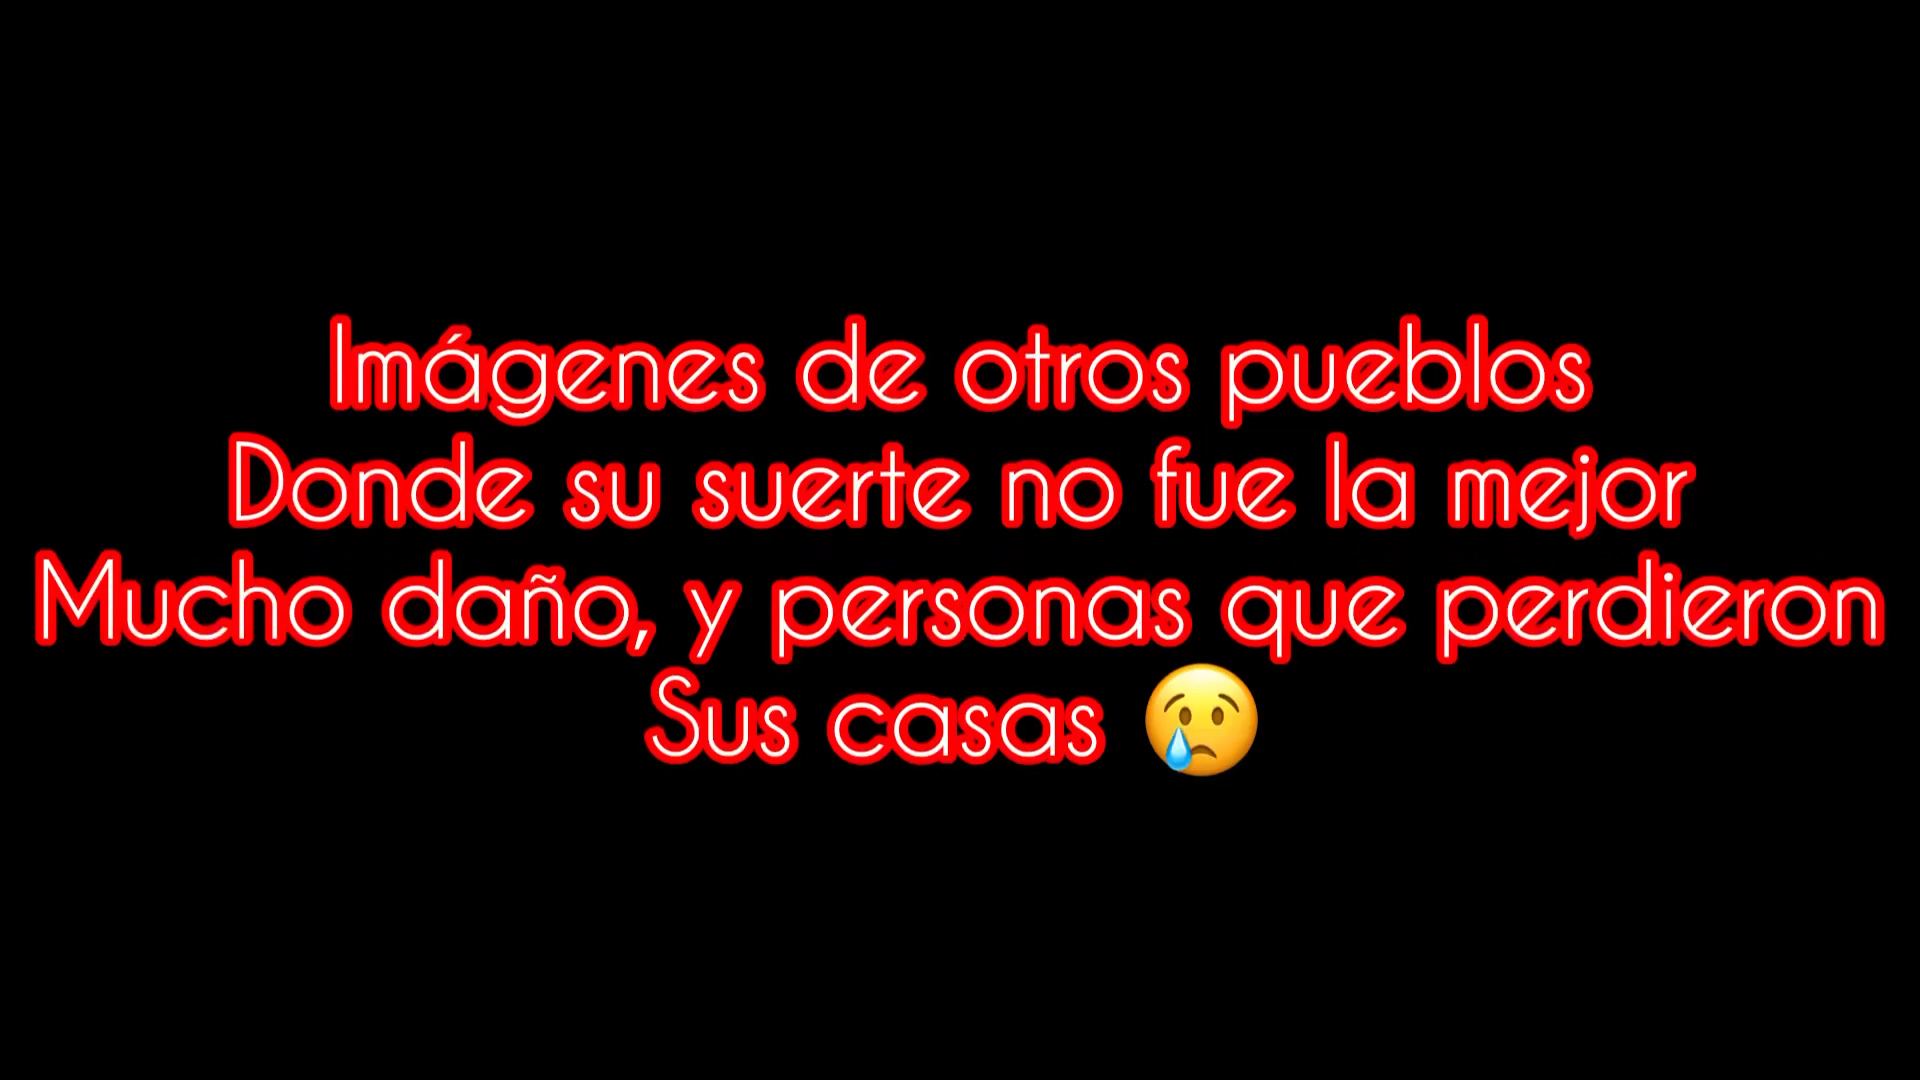 Imágenes de otros pueblos
Donde su suerte no fue la mejor
Mucho daño, y personas que perdieron
Sus casas 😢